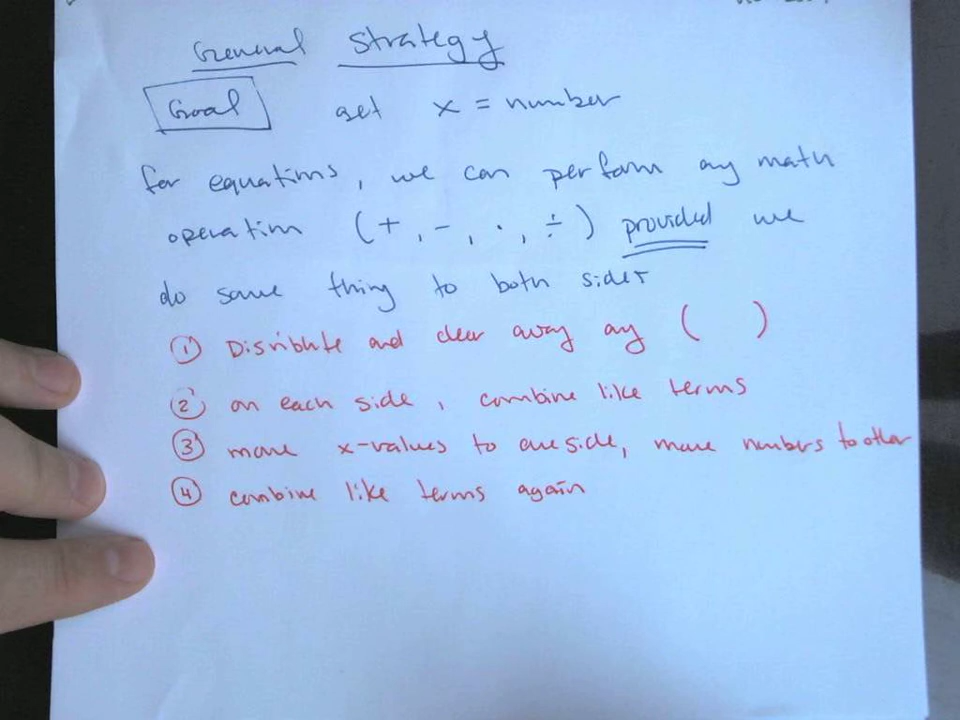 General Strategy
Goal get x = number
for equations, we can perform any math
operation (+, -, ·, ÷) provided we
do same thing to both sides
① Disribute and clear away any ( )
② on each side, combine like terms
③ move x-values to one side, move numbers to other
④ combine like terms again